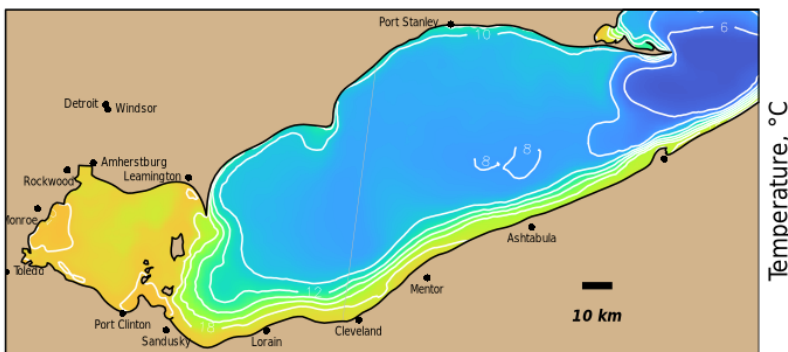 Port Stanley
10
6
Detroit
Windsor
Amherstburg
Rockwood
Leamington
8
8
Monroe
Ashtabula
Toledo
Mentor
12
10 km
Port Clinton
18
Sandusky
Lorain
Cleveland
Temperature, °C